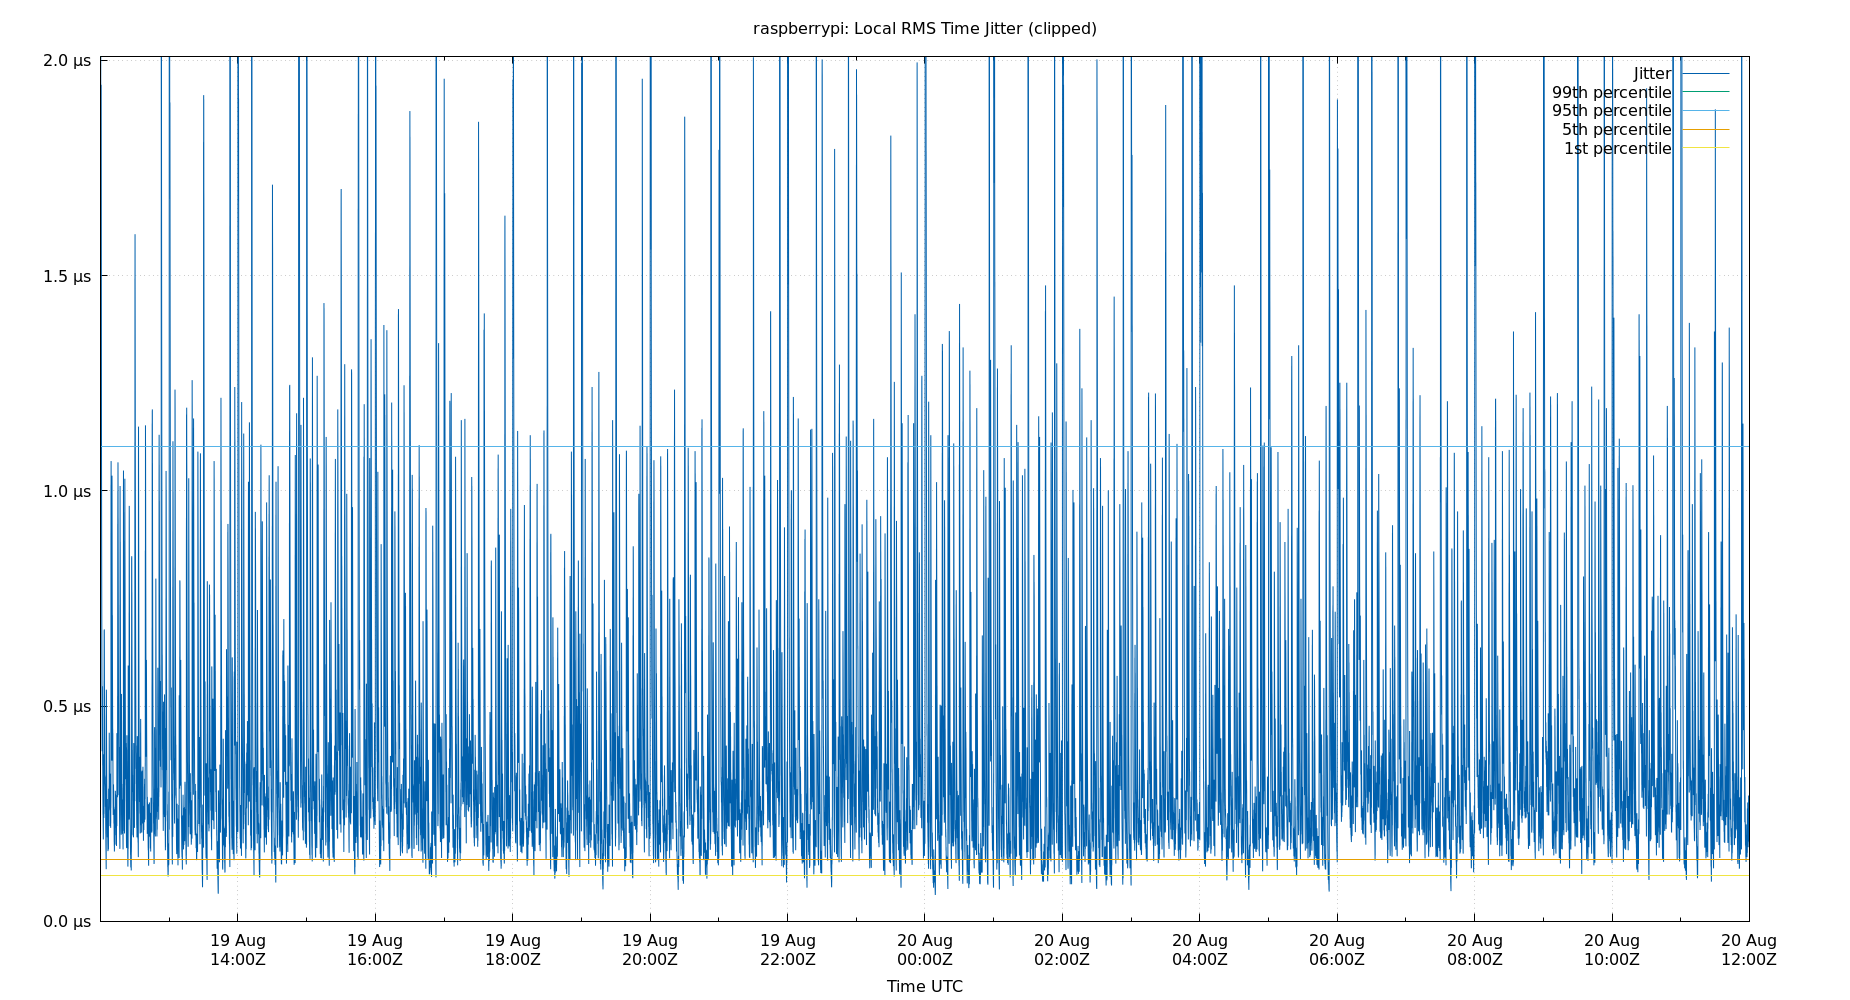 raspberrypi: Local RMS Time Jitter (clipped)
2.0 µs
1.5 µs
1.0 µs
0.5 µs
0.0 µs
Jitter
99th percentile
95th percentile
5th percentile
1st percentile
19 Aug 19 Aug 19 Aug 19 Aug 19 Aug 20 Aug 20 Aug 20 Aug 20 Aug 20 Aug 20 Aug 20 Aug
14:00Z 16:00Z 18:00Z 20:00Z 22:00Z 00:00Z 02:00Z 04:00Z 06:00Z 08:00Z 10:00Z 12:00Z
Time UTC